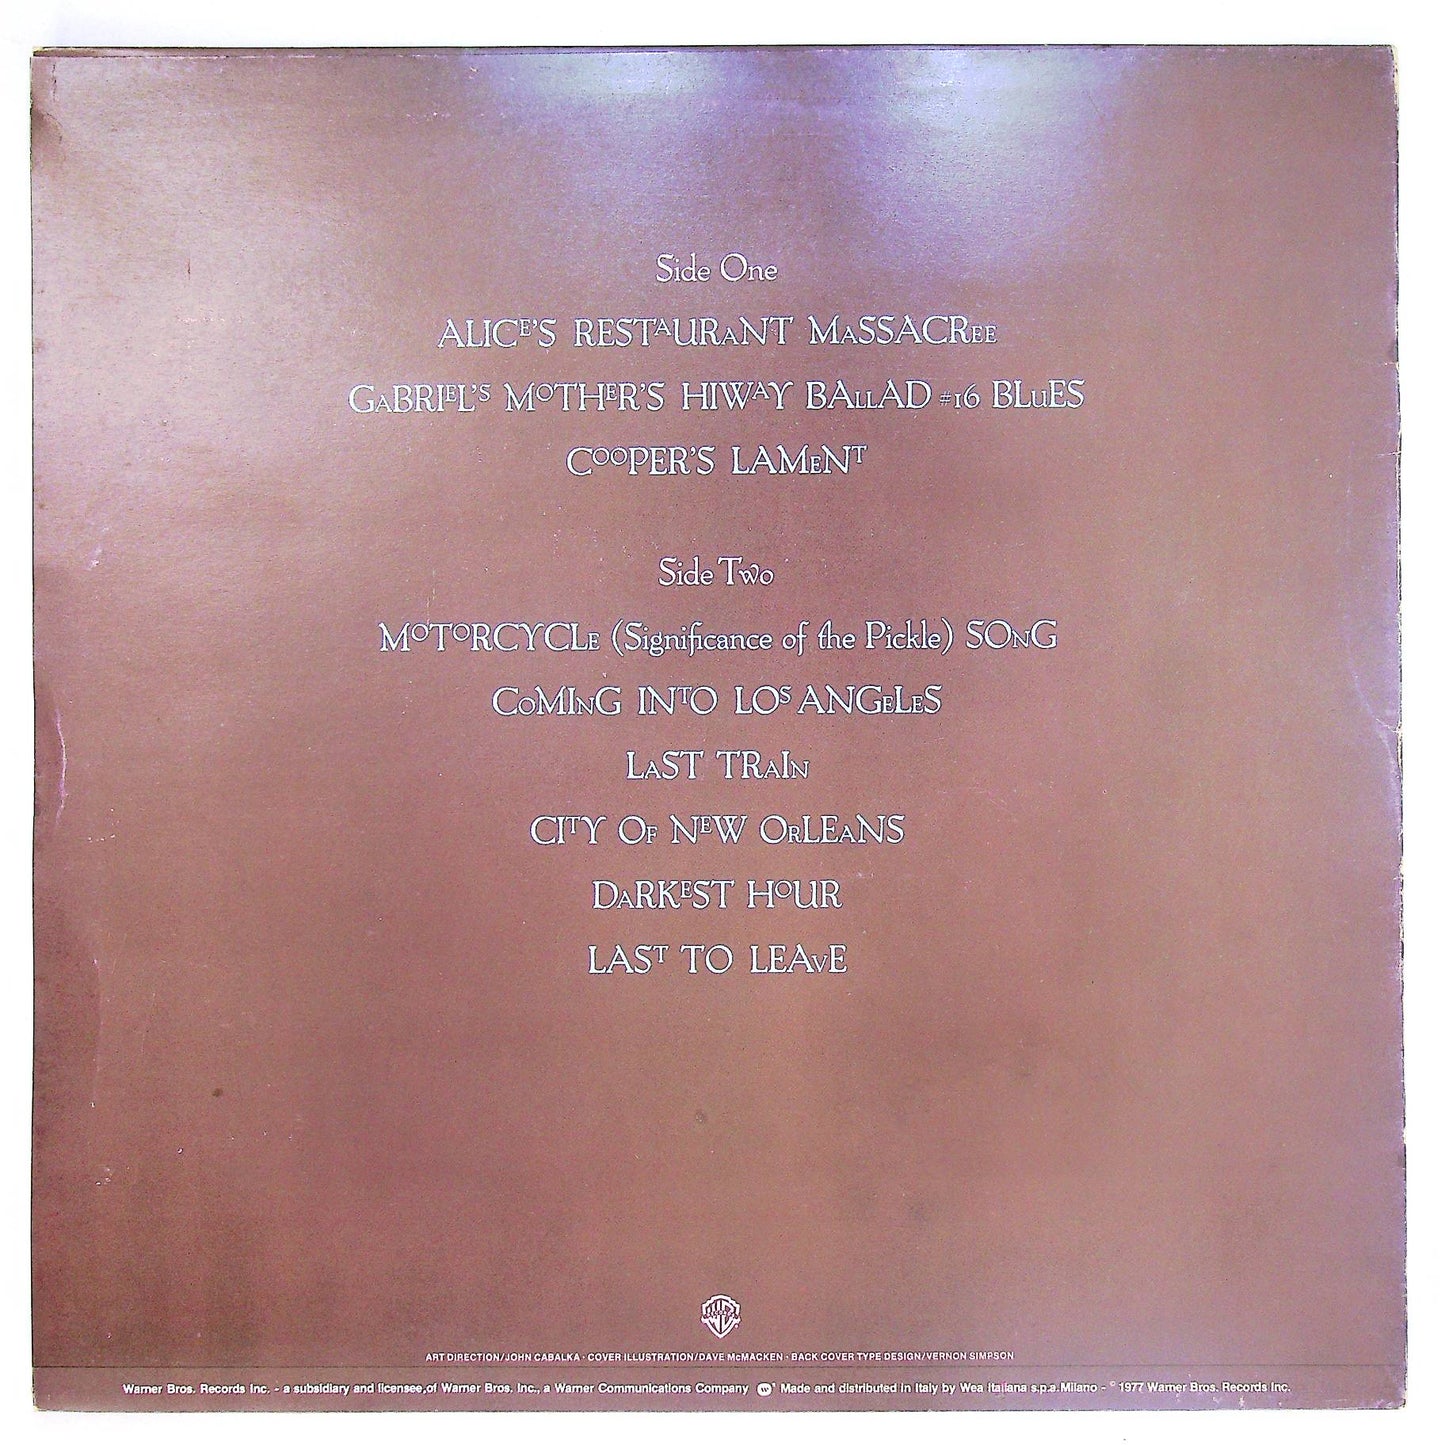 Side One
ALICE'S RESTAURANT MASSACREE
GABRIEL'S MOTHER'S HIWAY BALLAD #16 BLUES
COOPER'S LAMENT
Side Two
MOTORCYCLE (Significance of the Pickle) SONG
COMING INTO LOS ANGELES
LAST TRAIN
CITY OF NEW ORLEANS
DARKEST HOUR
LAST TO LEAVE
ART DIRECTION/JOHN CABALKA · COVER ILLUSTRATION/DAVE McMACKEN · BACK COVER TYPE DESIGN/VERNON SIMPSON
Warner Bros. Records Inc. - a subsidiary and licensee,of Warner Bros. Inc., a Warner Communications Company Made and distributed in Italy by Wea Italiana s.p.a. Milano - ℗ 1977 Warner Bros. Records Inc.